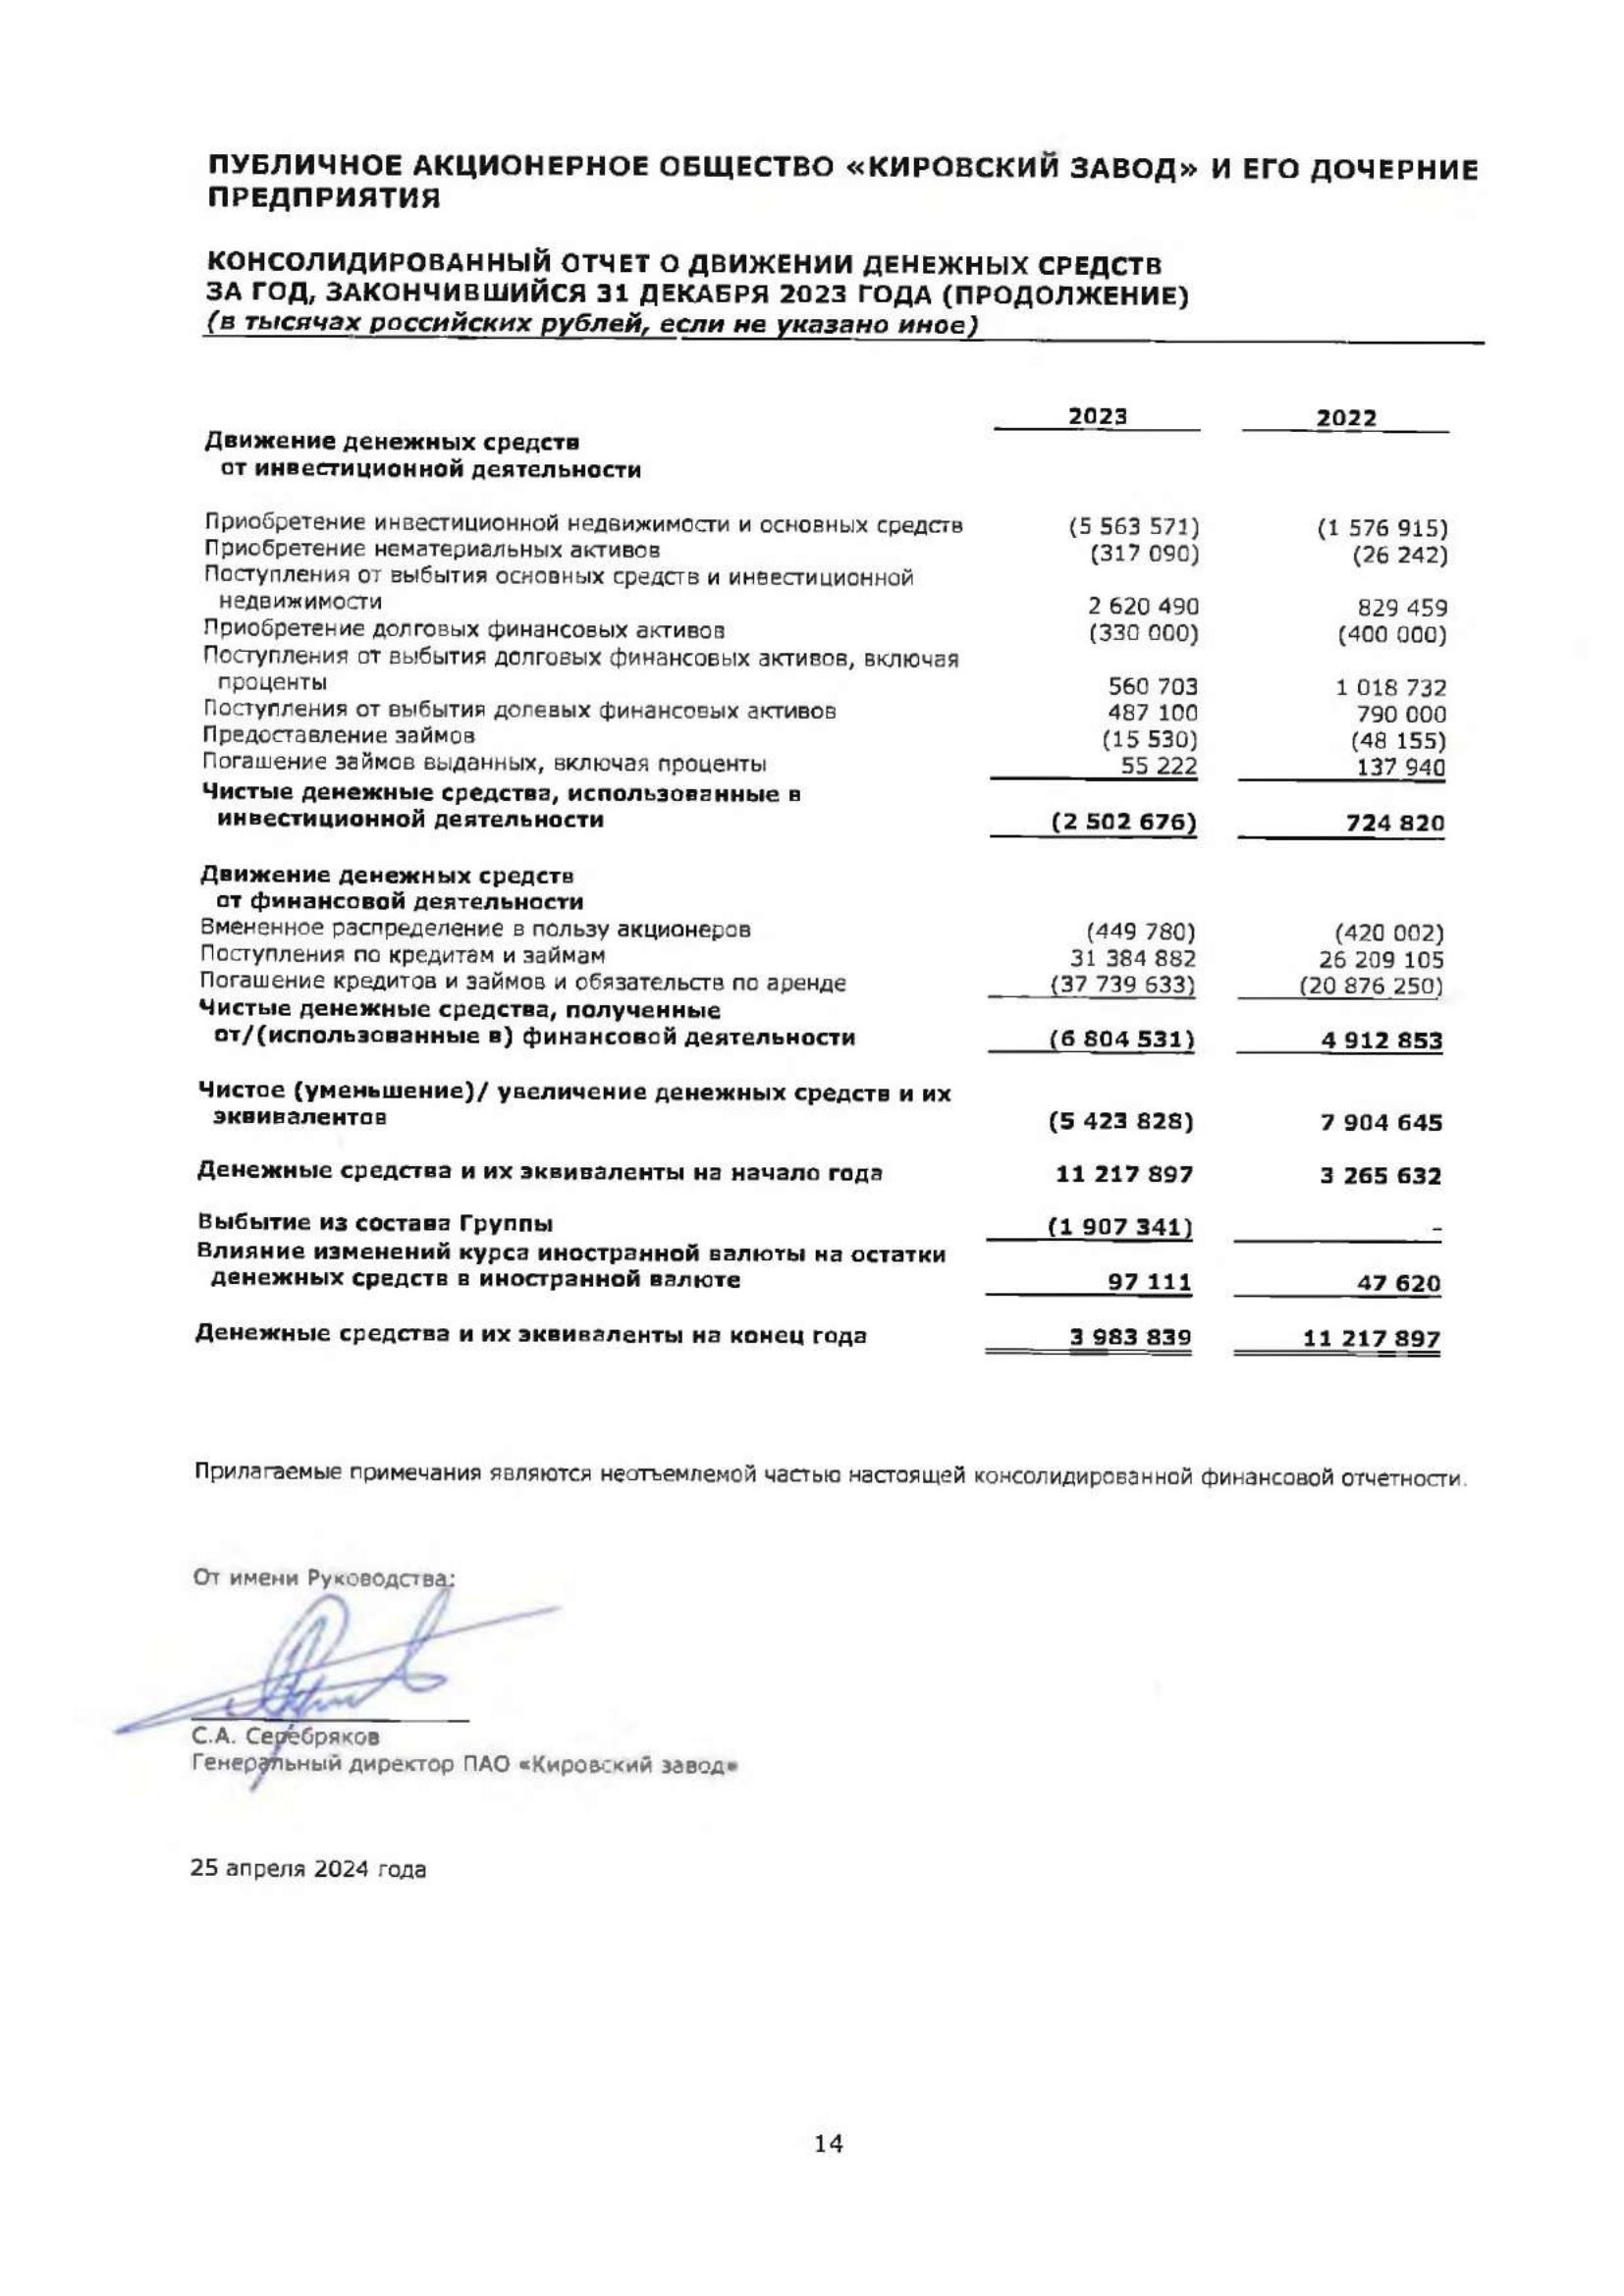 ПУБЛИЧНОЕ АКЦИОНЕРНОЕ ОБЩЕСТВО «КИРОВСКИЙ ЗАВОД» И ЕГО ДОЧЕРНИЕ
ПРЕДПРИЯТИЯ
КОНСОЛИДИРОВАННЫЙ ОТЧЕТ О ДВИЖЕНИИ ДЕНЕЖНЫХ СРЕДСТВ
ЗА ГОД, ЗАКОНЧИВШИЙСЯ 31 ДЕКАБРЯ 2023 ГОДА (ПРОДОЛЖЕНИЕ)
(в тысячах российских рублей, если не указано иное)
2023 2022
Движение денежных средств
от инвестиционной деятельности
Приобретение инвестиционной недвижимости и основных средств (5 563 571) (1 576 915)
Приобретение нематериальных активов (317 090) (26 242)
Поступления от выбытия основных средств и инвестиционной
недвижимости 2 620 490 829 459
Приобретение долговых финансовых активов (330 000) (400 000)
Поступления от выбытия долговых финансовых активов, включая
проценты 560 703 1 018 732
Поступления от выбытия долевых финансовых активов 487 100 790 000
Предоставление займов (15 530) (48 155)
Погашение займов выданных, включая проценты 55 222 137 940
Чистые денежные средства, использованные в
инвестиционной деятельности (2 502 676) 724 820
Движение денежных средств
от финансовой деятельности
Вмененное распределение в пользу акционеров (449 780) (420 002)
Поступления по кредитам и займам 31 384 882 26 209 105
Погашение кредитов и займов и обязательств по аренде (37 739 633) (20 876 250)
Чистые денежные средства, полученные
от/(использованные в) финансовой деятельности (6 804 531) 4 912 853
Чистое (уменьшение)/ увеличение денежных средств и их
эквивалентов (5 423 828) 7 904 645
Денежные средства и их эквиваленты на начало года 11 217 897 3 265 632
Выбытие из состава Группы (1 907 341) -
Влияние изменений курса иностранной валюты на остатки
денежных средств в иностранной валюте 97 111 47 620
Денежные средства и их эквиваленты на конец года 3 983 839 11 217 897
Прилагаемые примечания являются неотъемлемой частью настоящей консолидированной финансовой отчетности.
От имени Руководства:
С.А. Серебряков
Генеральный директор ПАО «Кировский завод»
25 апреля 2024 года
14